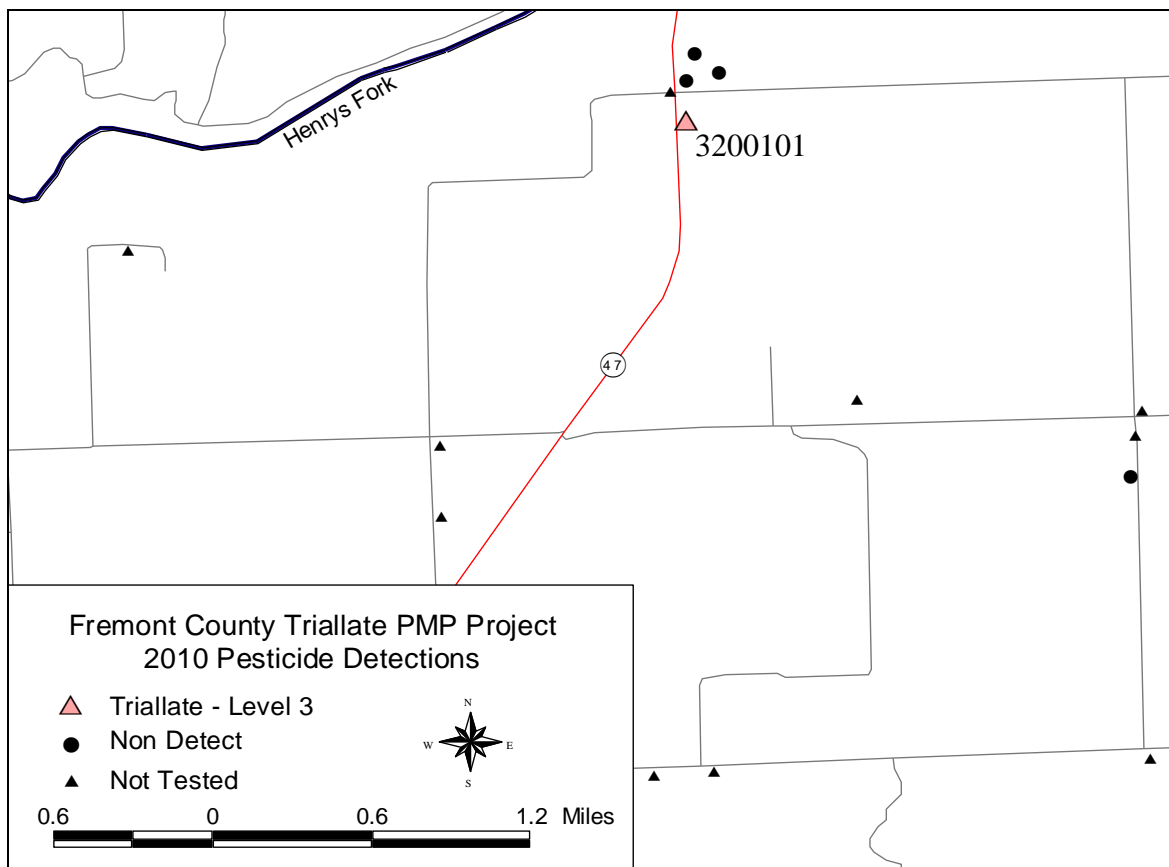 Henrys Fork
3200101
47
Fremont County Triallate PMP Project
2010 Pesticide Detections
Triallate - Level 3
Non Detect
Not Tested
N
W E
S
0.6 0 0.6 1.2 Miles